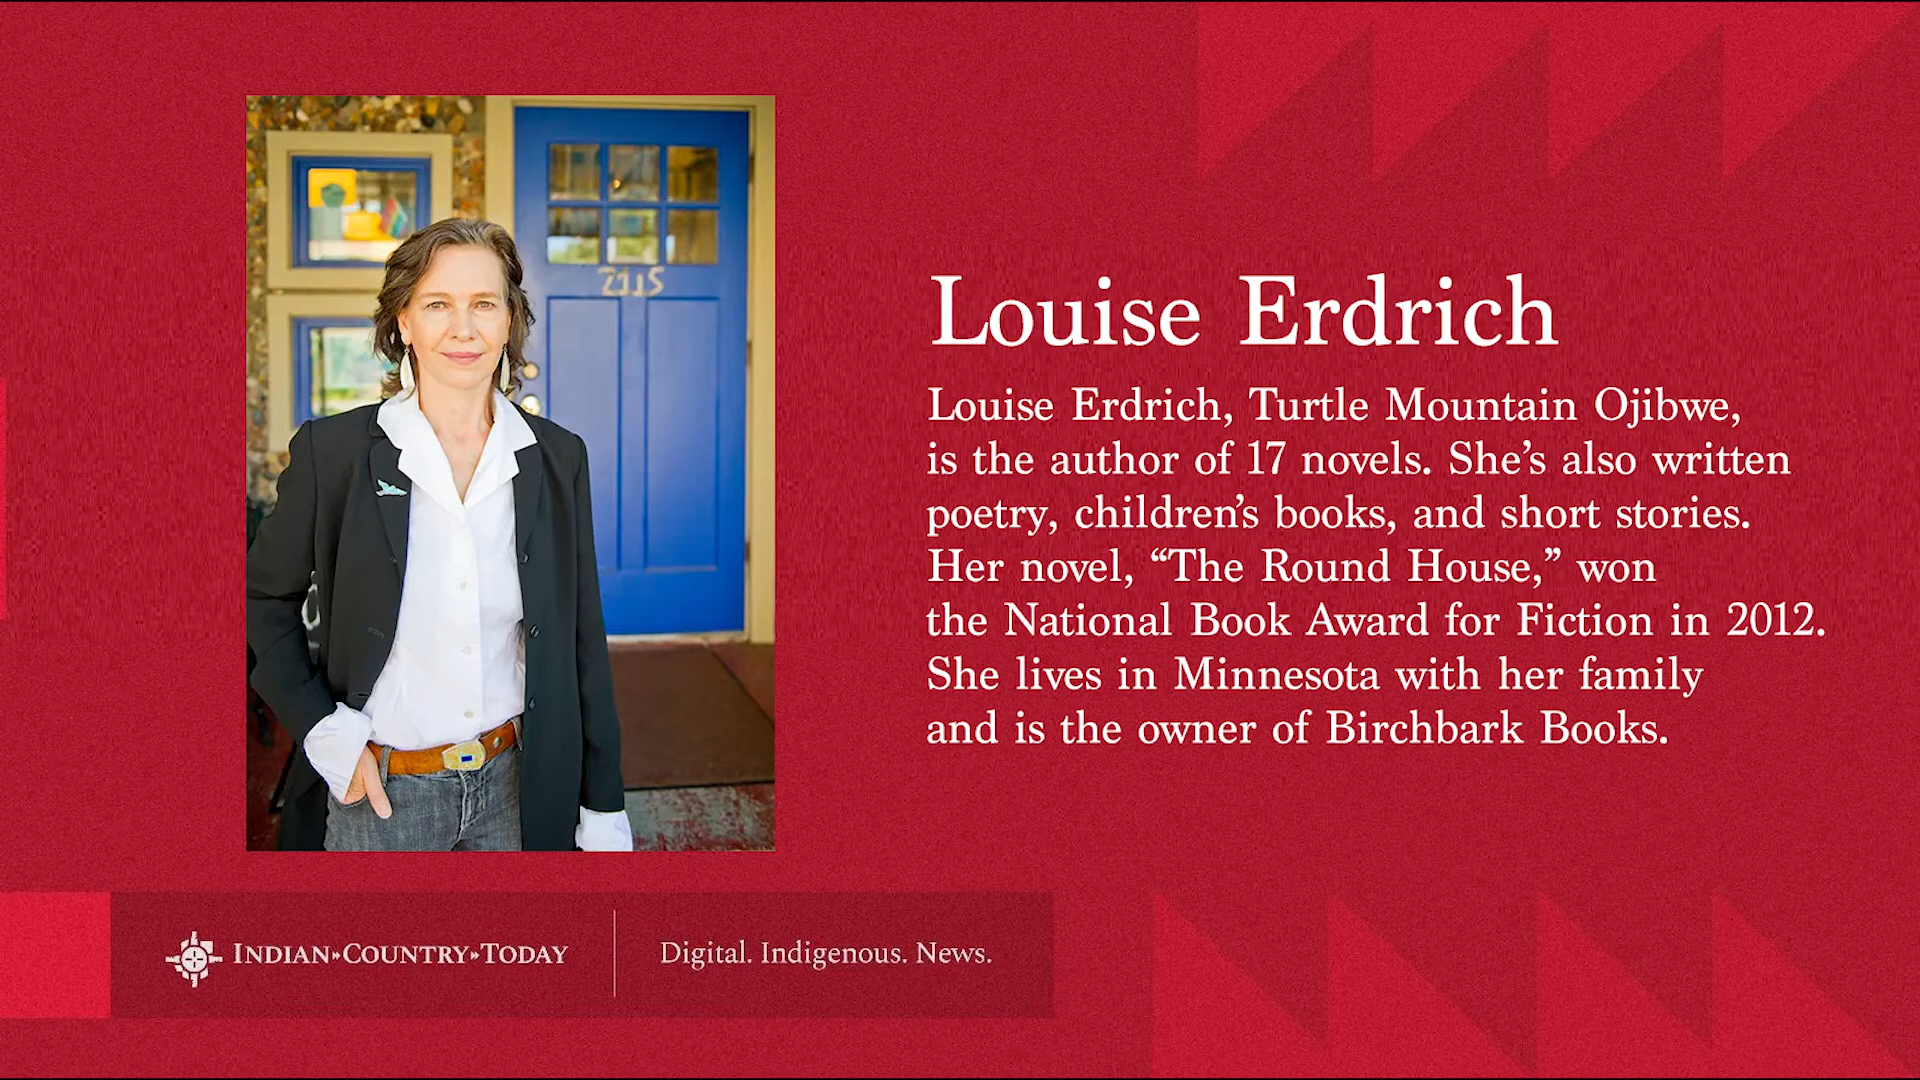 2115
Louise Erdrich
Louise Erdrich, Turtle Mountain Ojibwe,
is the author of 17 novels. She’s also written
poetry, children’s books, and short stories.
Her novel, “The Round House,” won
the National Book Award for Fiction in 2012.
She lives in Minnesota with her family
and is the owner of Birchbark Books.
INDIAN COUNTRY TODAY
Digital. Indigenous. News.